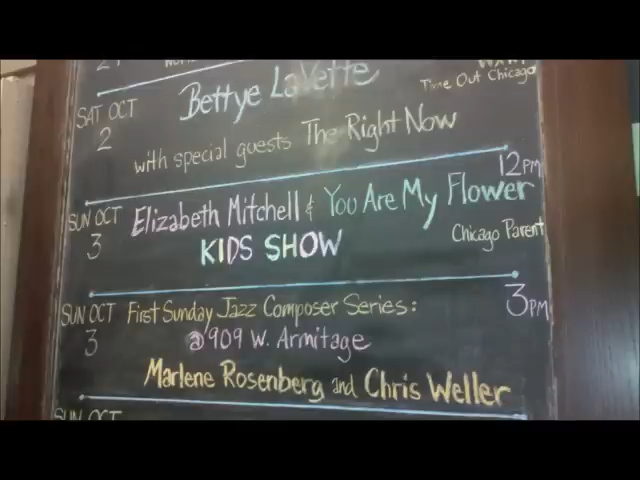 Time Out Chicago
SAT OCT
2
Bettye LaVette
with special guests The Right Now
12PM
SUN OCT
3
Elizabeth Mitchell & You Are My Flower
KIDS SHOW
Chicago Parent
SUN OCT
3
First Sunday Jazz Composer Series:
3PM
@ 909 W. Armitage
Marlene Rosenberg and Chris Weller
SUN OCT